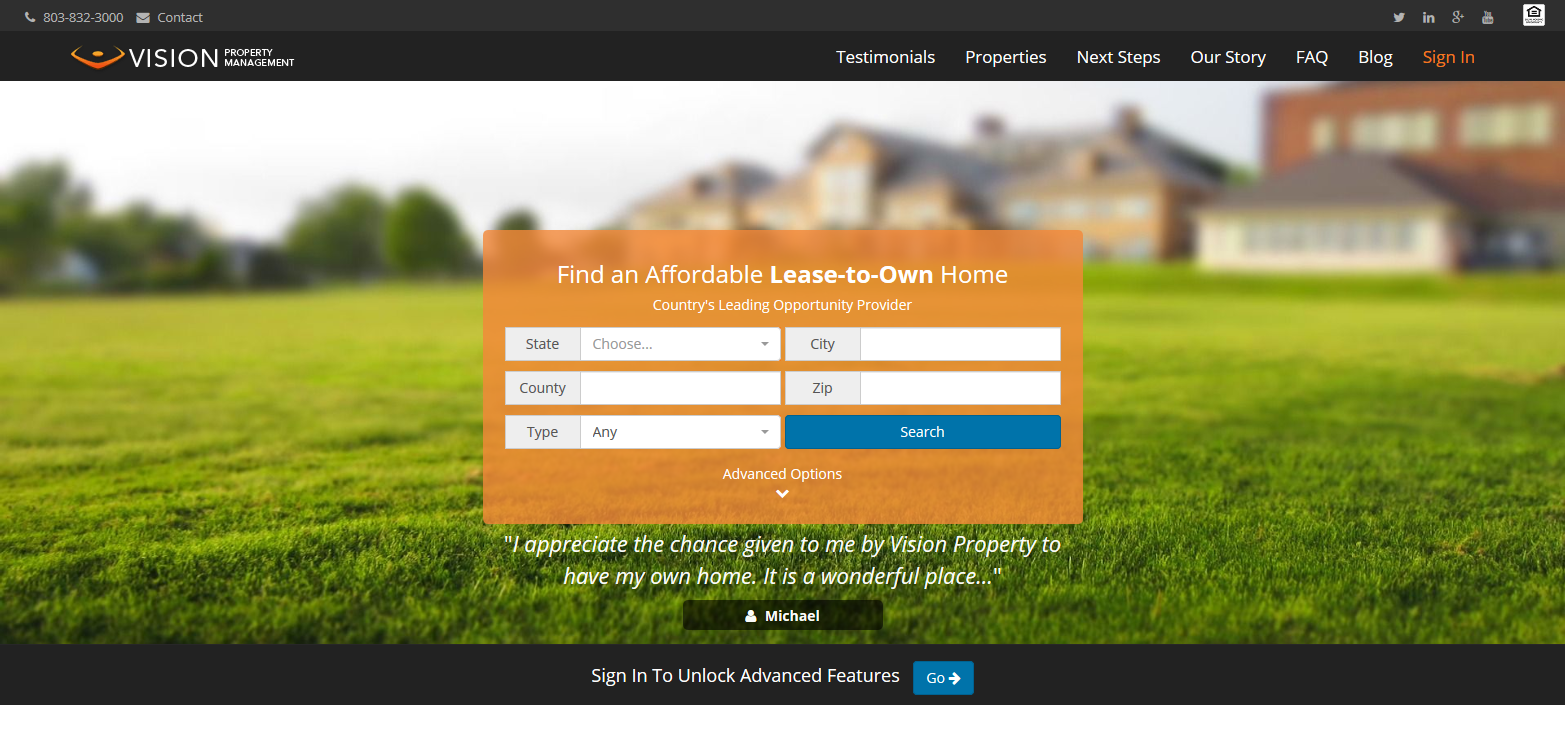 803-832-3000 Contact
VISION PROPERTY MANAGEMENT
Testimonials Properties Next Steps Our Story FAQ Blog Sign In
Find an Affordable Lease-to-Own Home
Country's Leading Opportunity Provider
State Choose... City
County Zip
Type Any Search
Advanced Options
"I appreciate the chance given to me by Vision Property to
have my own home. It is a wonderful place..."
Michael
Sign In To Unlock Advanced Features Go